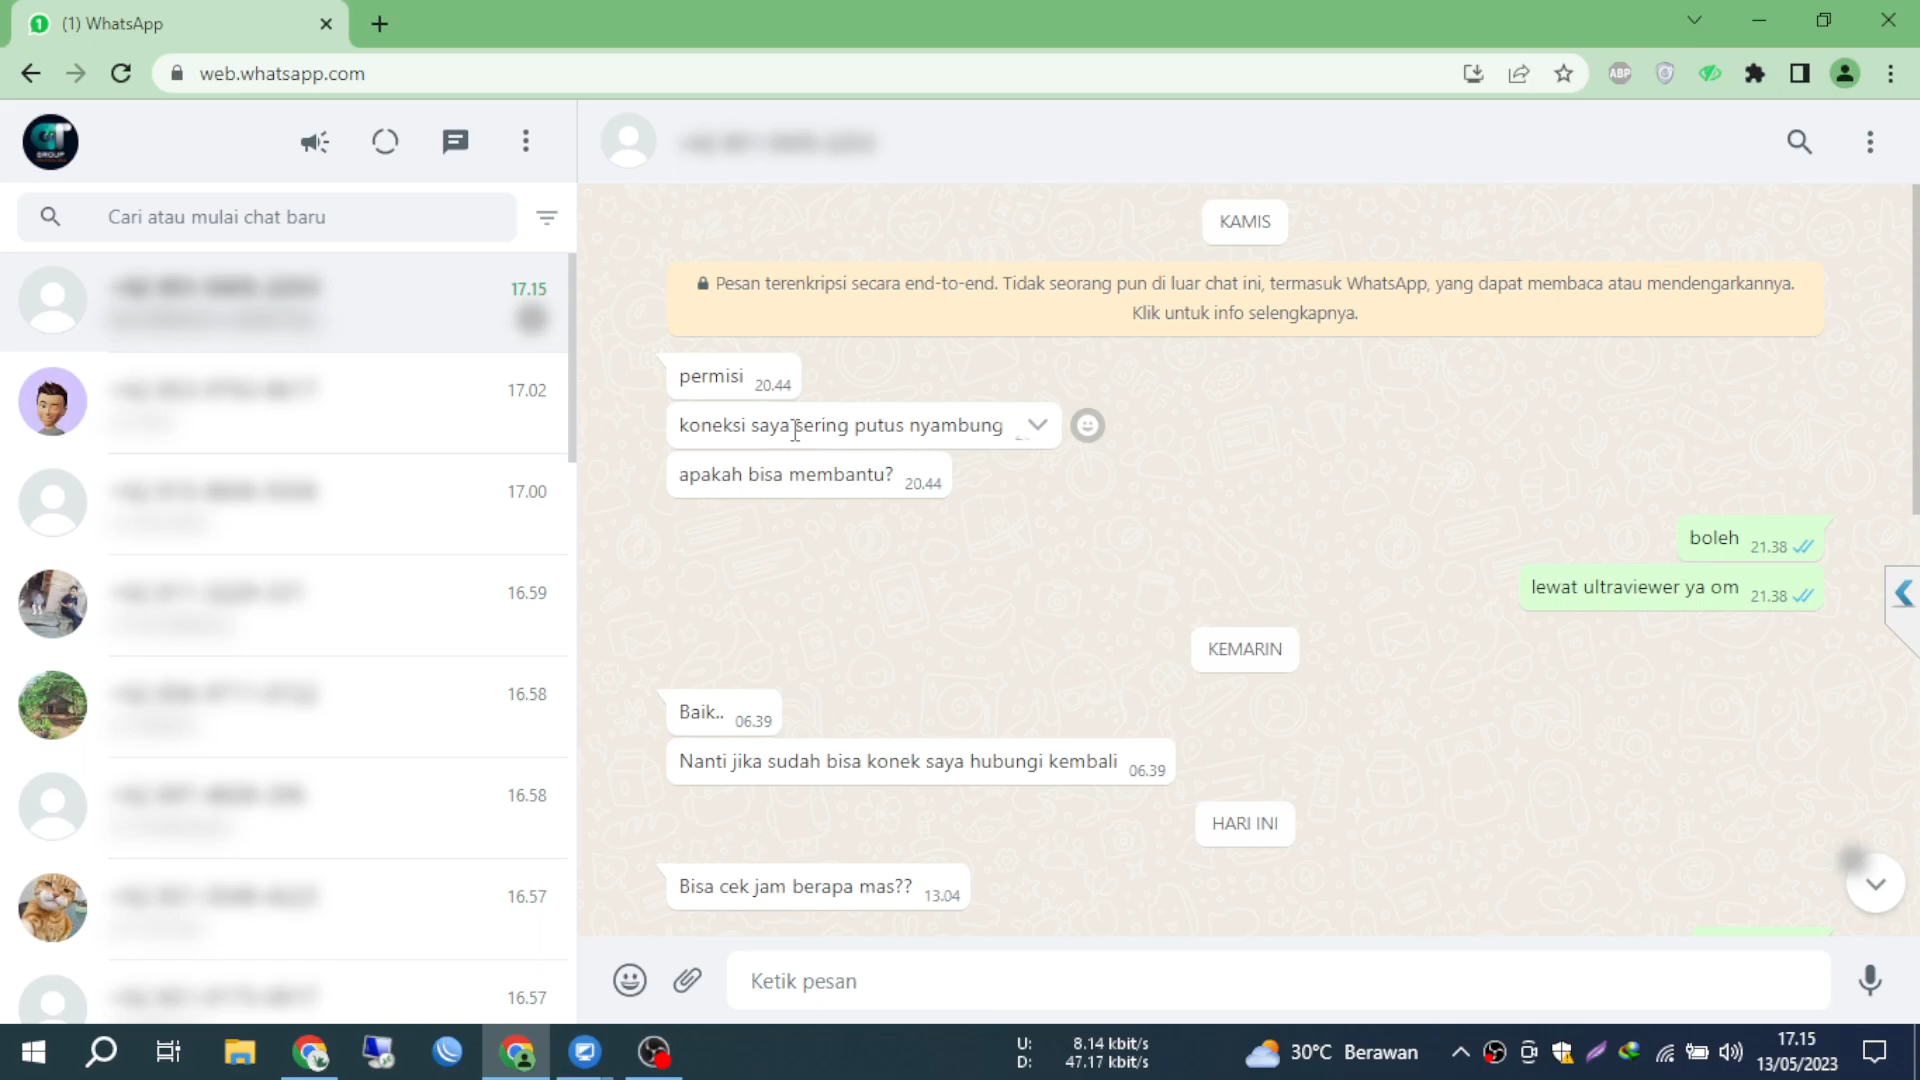 (1) WhatsApp
web.whatsapp.com
ABP
GROUP
Cari atau mulai chat baru
17.15
17.02
17.00
16.59
16.58
16.58
16.57
16.57
KAMIS
Pesan terenkripsi secara end-to-end. Tidak seorang pun di luar chat ini, termasuk WhatsApp, yang dapat membaca atau mendengarkannya.
Klik untuk info selengkapnya.
permisi 20.44
koneksi saya sering putus nyambung
apakah bisa membantu? 20.44
boleh 21.38
lewat ultraviewer ya om 21.38
KEMARIN
Baik.. 06.39
Nanti jika sudah bisa konek saya hubungi kembali 06.39
HARI INI
Bisa cek jam berapa mas?? 13.04
Ketik pesan
U: 8.14 kbit/s
D: 47.17 kbit/s
30°C Berawan
17.15
13/05/2023